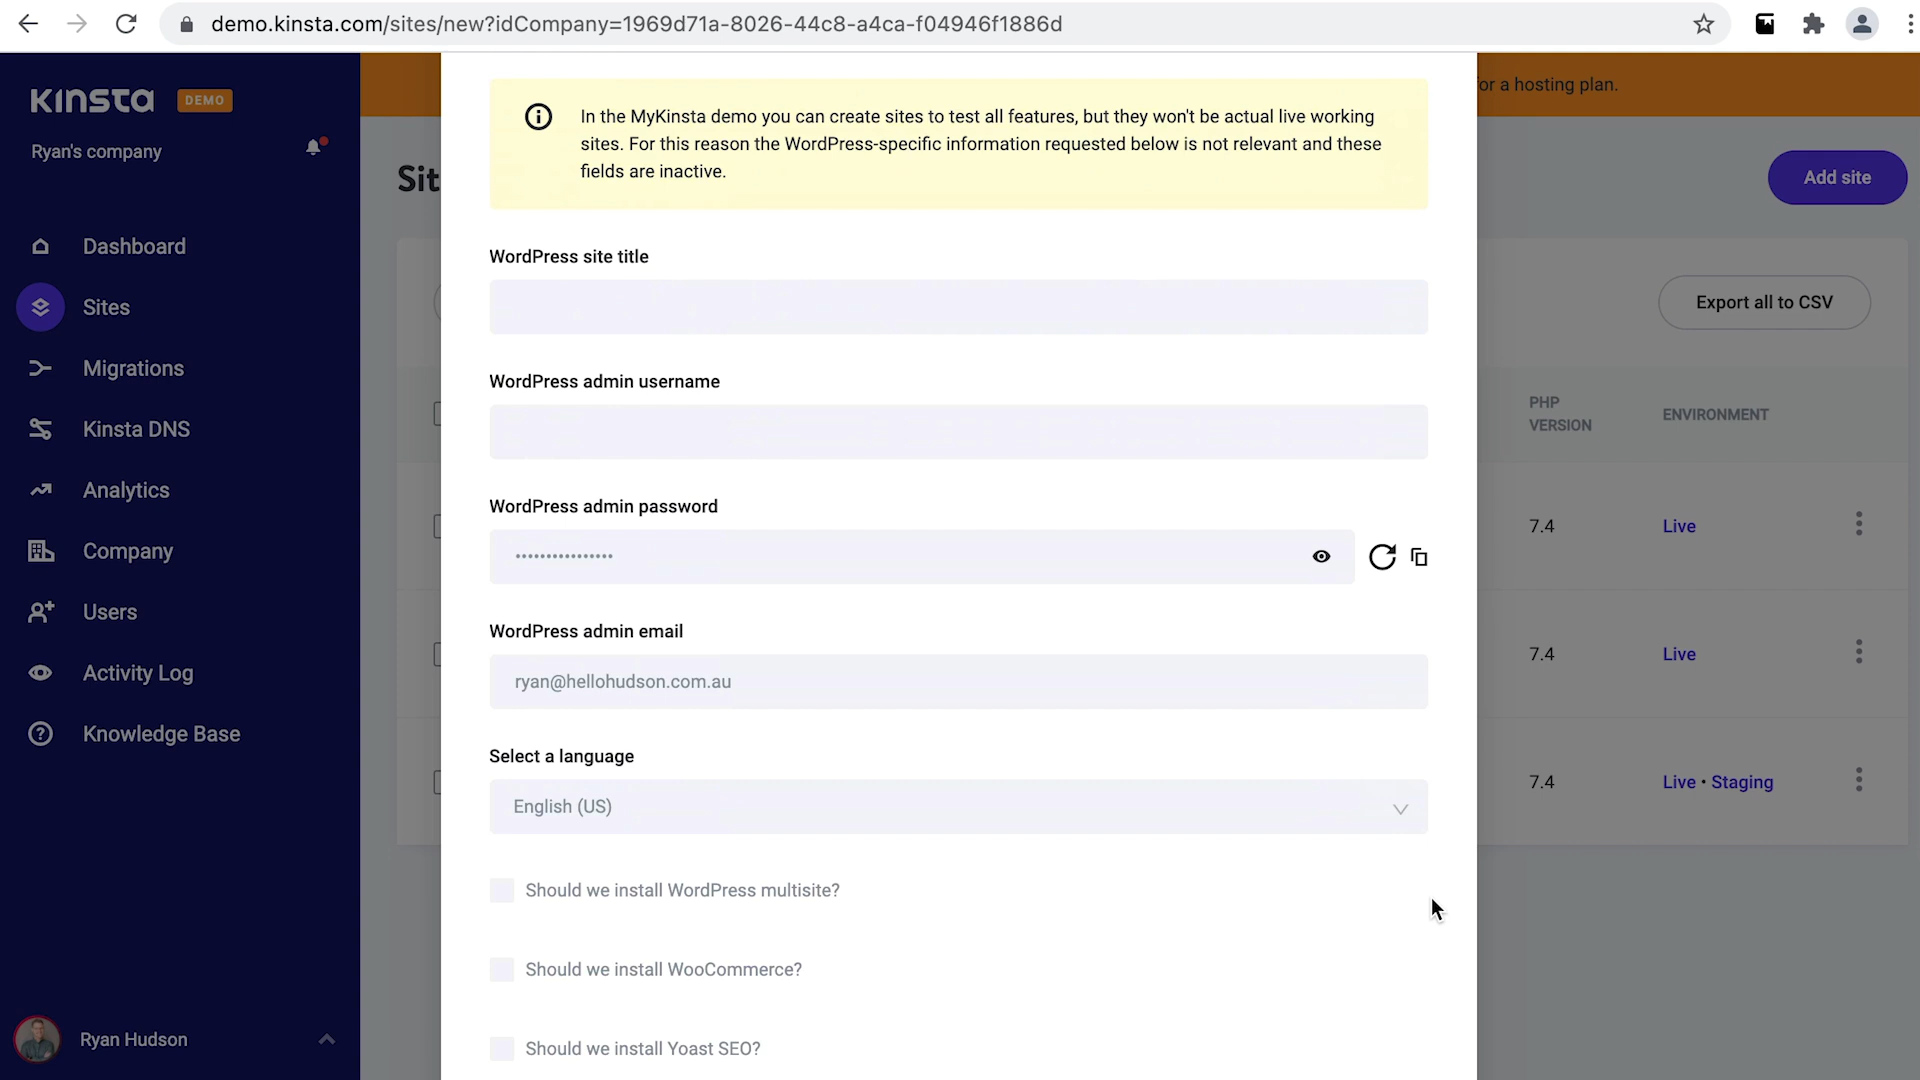 demo.kinsta.com/sites/new?idCompany=1969d71a-8026-44c8-a4ca-f04946f1886d
KINSTA
DEMO
Ryan's company
Dashboard
Sites
Migrations
Kinsta DNS
Analytics
Company
Users
Activity Log
Knowledge Base
Ryan Hudson
for a hosting plan.
Sit
Add site
Export all to CSV
PHP
VERSION
ENVIRONMENT
7.4
Live
7.4
Live
7.4
Live • Staging
In the MyKinsta demo you can create sites to test all features, but they won't be actual live working
sites. For this reason the WordPress-specific information requested below is not relevant and these
fields are inactive.
WordPress site title
WordPress admin username
WordPress admin password
••••••••••••••••
WordPress admin email
ryan@hellohudson.com.au
Select a language
English (US)
Should we install WordPress multisite?
Should we install WooCommerce?
Should we install Yoast SEO?